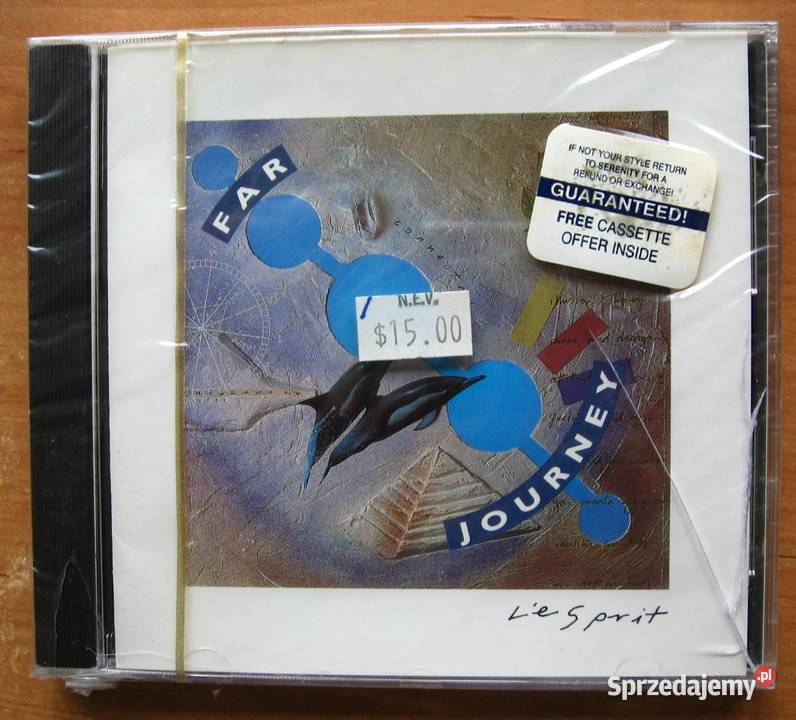 FAR
IF NOT YOUR STYLE RETURN
TO SERENITY FOR A
REFUND OR EXCHANGE!
GUARANTEED!
FREE CASSETTE
OFFER INSIDE
N.E.V.
$15.00
JOURNEY
L'esprit
Sprzedajemy.pl